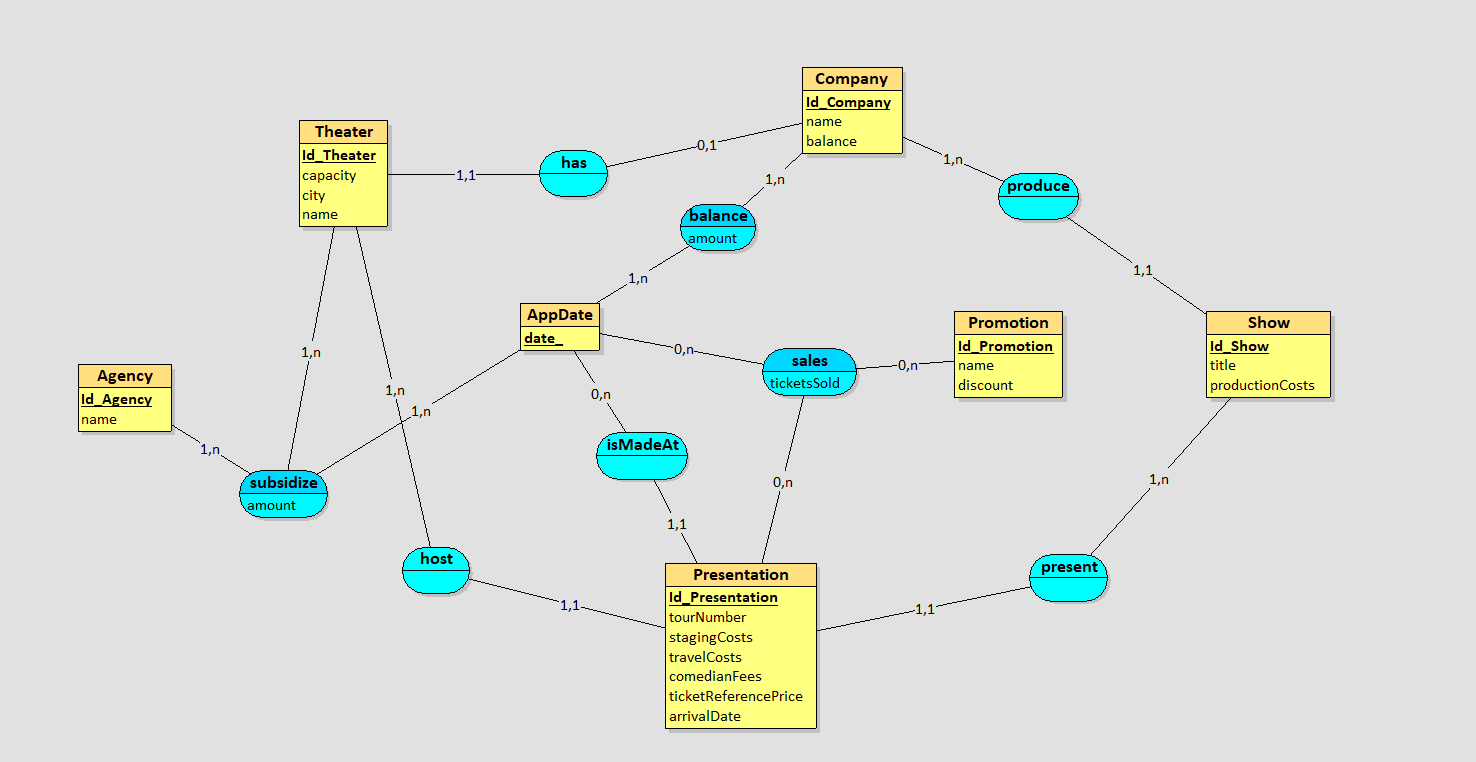 Company
Id_Company
name
balance
Theater
Id_Theater
capacity
city
name
has
1,1
0,1
1,n
produce
1,n
balance
amount
1,n
1,1
AppDate
date_
Promotion
Id_Promotion
name
discount
Show
Id_Show
title
productionCosts
0,n
sales
ticketsSold
0,n
1,n
Agency
Id_Agency
name
1,n
0,n
1,n
1,n
isMadeAt
subsidize
amount
0,n
1,n
1,1
host
present
1,1
1,1
Presentation
Id_Presentation
tourNumber
stagingCosts
travelCosts
comedianFees
ticketReferencePrice
arrivalDate